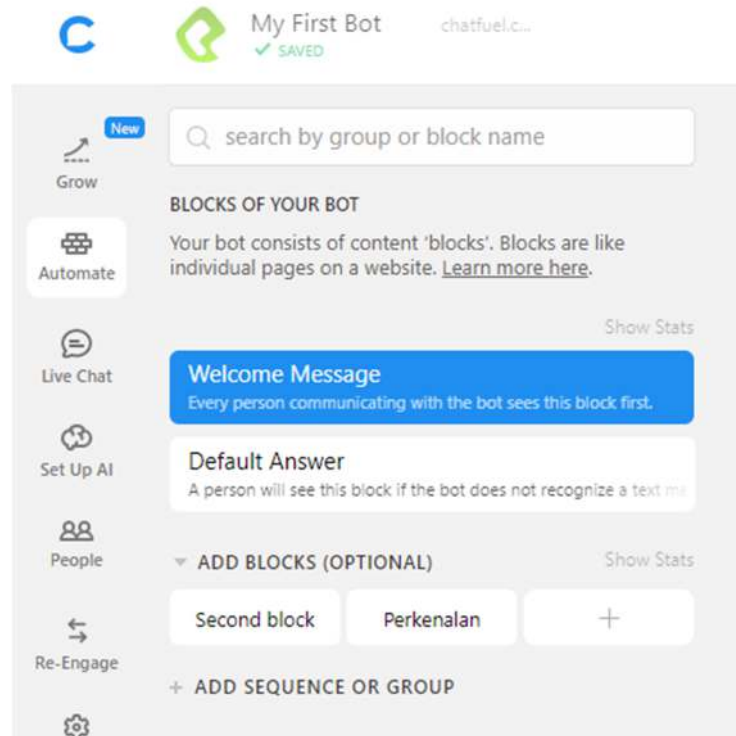 My First Bot
chatfuel.c...
SAVED
New
Grow
Automate
Live Chat
Set Up AI
People
Re-Engage
search by group or block name
BLOCKS OF YOUR BOT
Your bot consists of content 'blocks'. Blocks are like
individual pages on a website. Learn more here.
Show Stats
Welcome Message
Every person communicating with the bot sees this block first.
Default Answer
A person will see this block if the bot does not recognize a text
ADD BLOCKS (OPTIONAL)
Show Stats
Second block
Perkenalan
+
+ ADD SEQUENCE OR GROUP